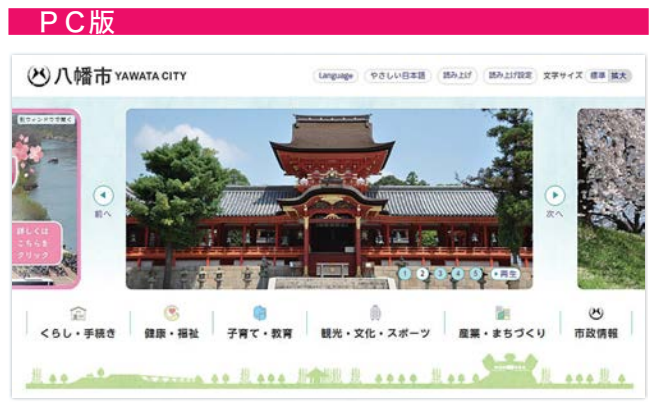 ＰＣ版
八幡市 YAWATA CITY
Language やさしい日本語 読み上げ 読み上げ設定 文字サイズ 標準 拡大
別ウィンドウで開く
前へ
次へ
詳しくは
こちらを
クリック
1 2 3 4 5 再生
くらし・手続き 健康・福祉 子育て・教育 観光・文化・スポーツ 産業・まちづくり 市政情報